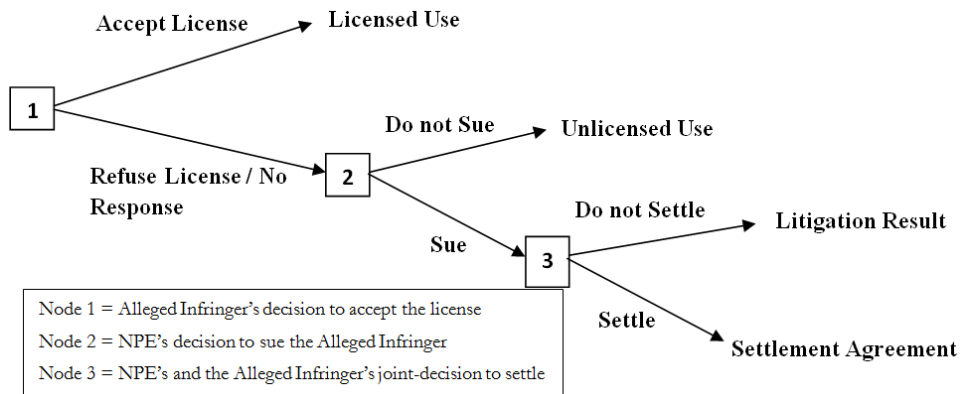 Accept License
Licensed Use
1
Do not Sue
Unlicensed Use
Refuse License / No
Response
2
Do not Settle
Litigation Result
Sue
3
Settle
Settlement Agreement
Node 1 = Alleged Infringer's decision to accept the license
Node 2 = NPE's decision to sue the Alleged Infringer
Node 3 = NPE's and the Alleged Infringer's joint-decision to settle